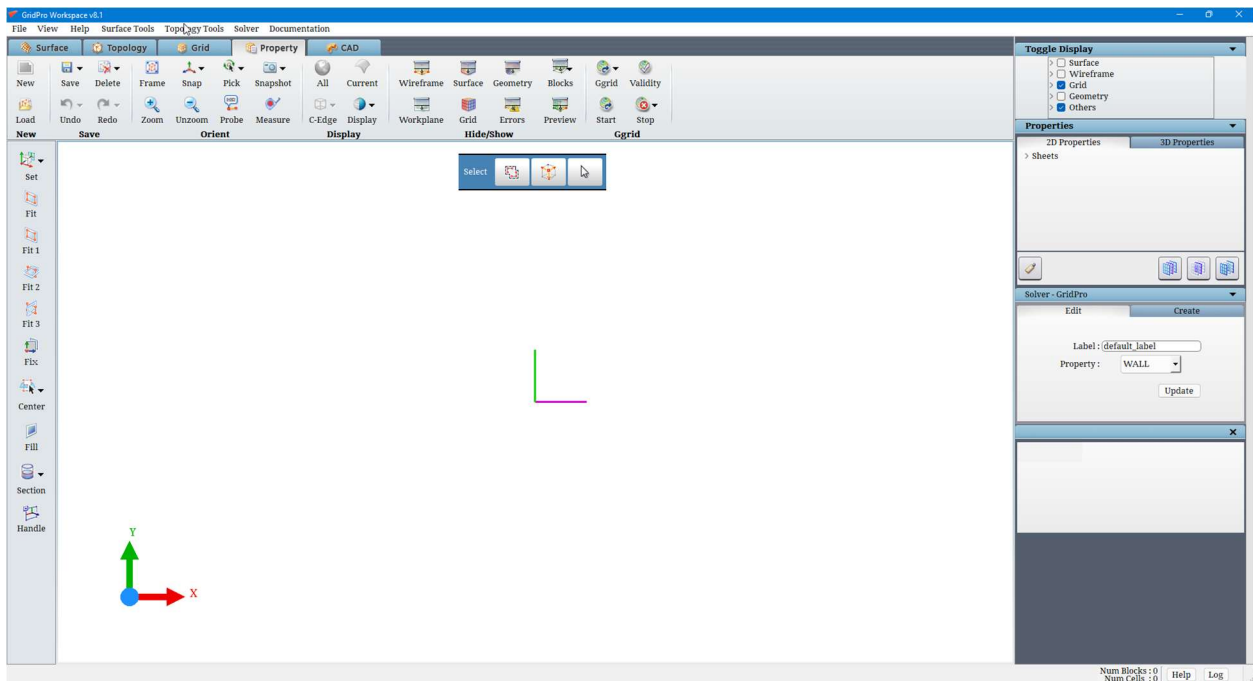 GridPro Workspace v8.1
File View Help Surface Tools Topology Tools Solver Documentation
Surface Topology Grid Property CAD
New Save Delete Frame Snap Pick Snapshot All Current Wireframe Surface Geometry Blocks Ggrid Validity
Load Undo Redo Zoom Unzoom Probe Measure C-Edge Display Workplane Grid Errors Preview Start Stop
New Save Orient Display Hide/Show Ggrid
Set
Fit
Fit 1
Fit 2
Fit 3
Fix
Center
Fill
Section
Handle
Select
Y
X
Toggle Display
Surface
Wireframe
Grid
Geometry
Others
Properties
2D Properties 3D Properties
Sheets
Solver - GridPro
Edit Create
Label : default_label
Property : WALL
Update
Num Blocks : 0
Num Cells : 0
Help Log